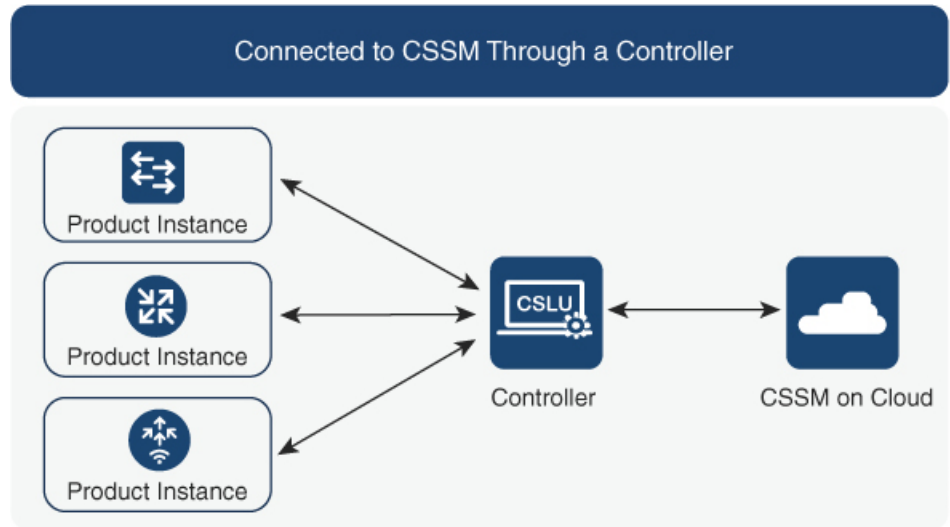 Connected to CSSM Through a Controller
Product Instance
Product Instance
Product Instance
CSLU
Controller
CSSM on Cloud